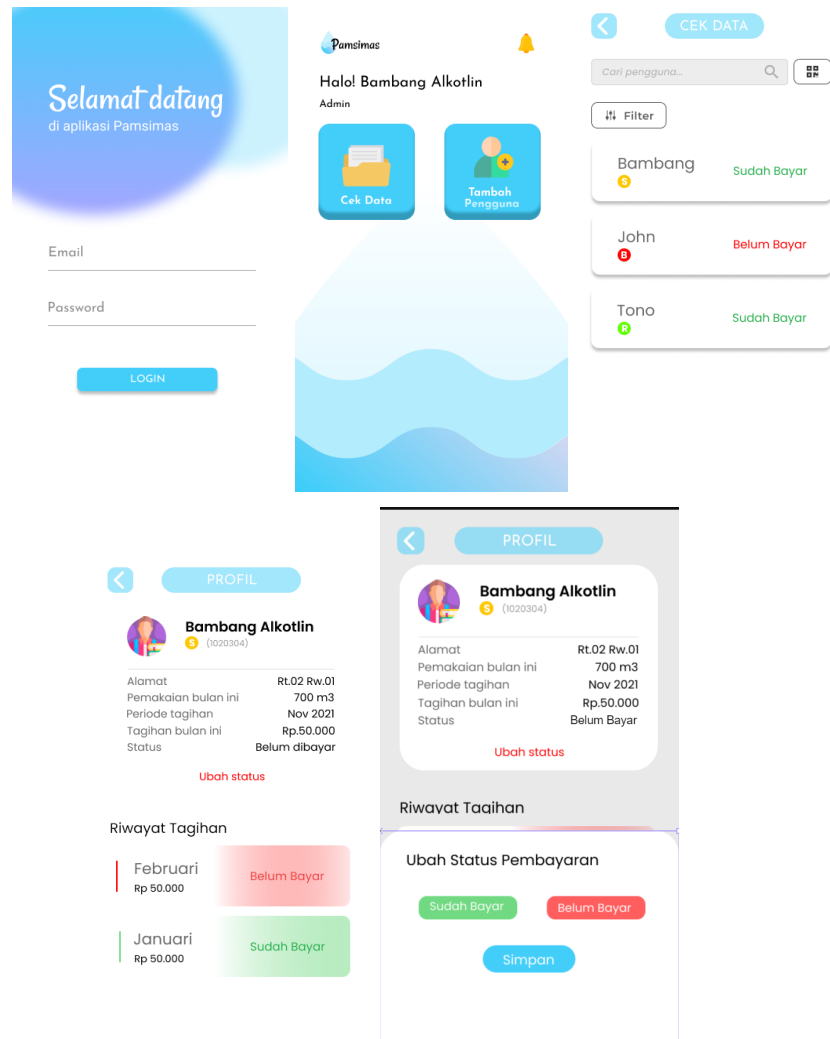 Selamat datang
di aplikasi Pamsimas
Email
Password
LOGIN
Pamsimas
Halo! Bambang Alkotlin
Admin
Cek Data
Tambah
Pengguna
CEK DATA
Cari pengguna...
Filter
Bambang
S
Sudah Bayar
John
B
Belum Bayar
Tono
R
Sudah Bayar
PROFIL
Bambang Alkotlin
S (1020304)
Alamat Rt.02 Rw.01
Pemakaian bulan ini 700 m3
Periode tagihan Nov 2021
Tagihan bulan ini Rp.50.000
Status Belum dibayar
Ubah status
Riwayat Tagihan
Februari
Rp 50.000
Belum Bayar
Januari
Rp 50.000
Sudah Bayar
PROFIL
Bambang Alkotlin
S (1020304)
Alamat Rt.02 Rw.01
Pemakaian bulan ini 700 m3
Periode tagihan Nov 2021
Tagihan bulan ini Rp.50.000
Status Belum Bayar
Ubah status
Riwayat Tagihan
Ubah Status Pembayaran
Sudah Bayar Belum Bayar
Simpan